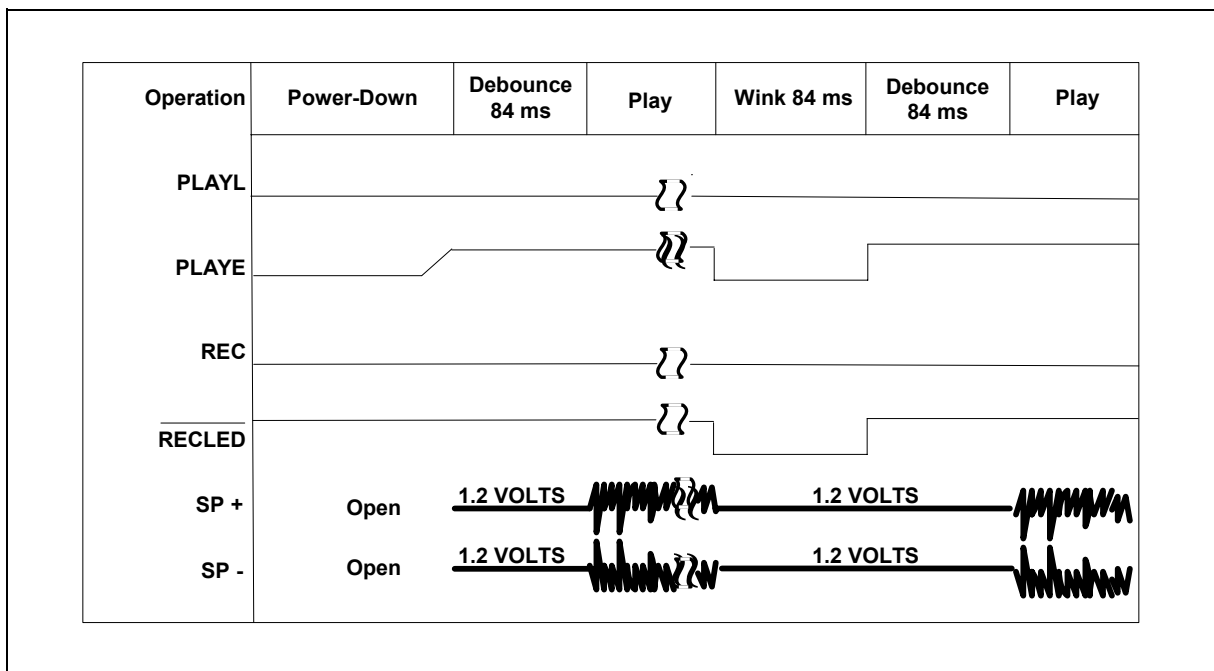 Operation Power-Down Debounce 84 ms Play Wink 84 ms Debounce 84 ms Play
PLAYL
PLAYE
REC
RECLED
SP + Open 1.2 VOLTS 1.2 VOLTS
SP - Open 1.2 VOLTS 1.2 VOLTS